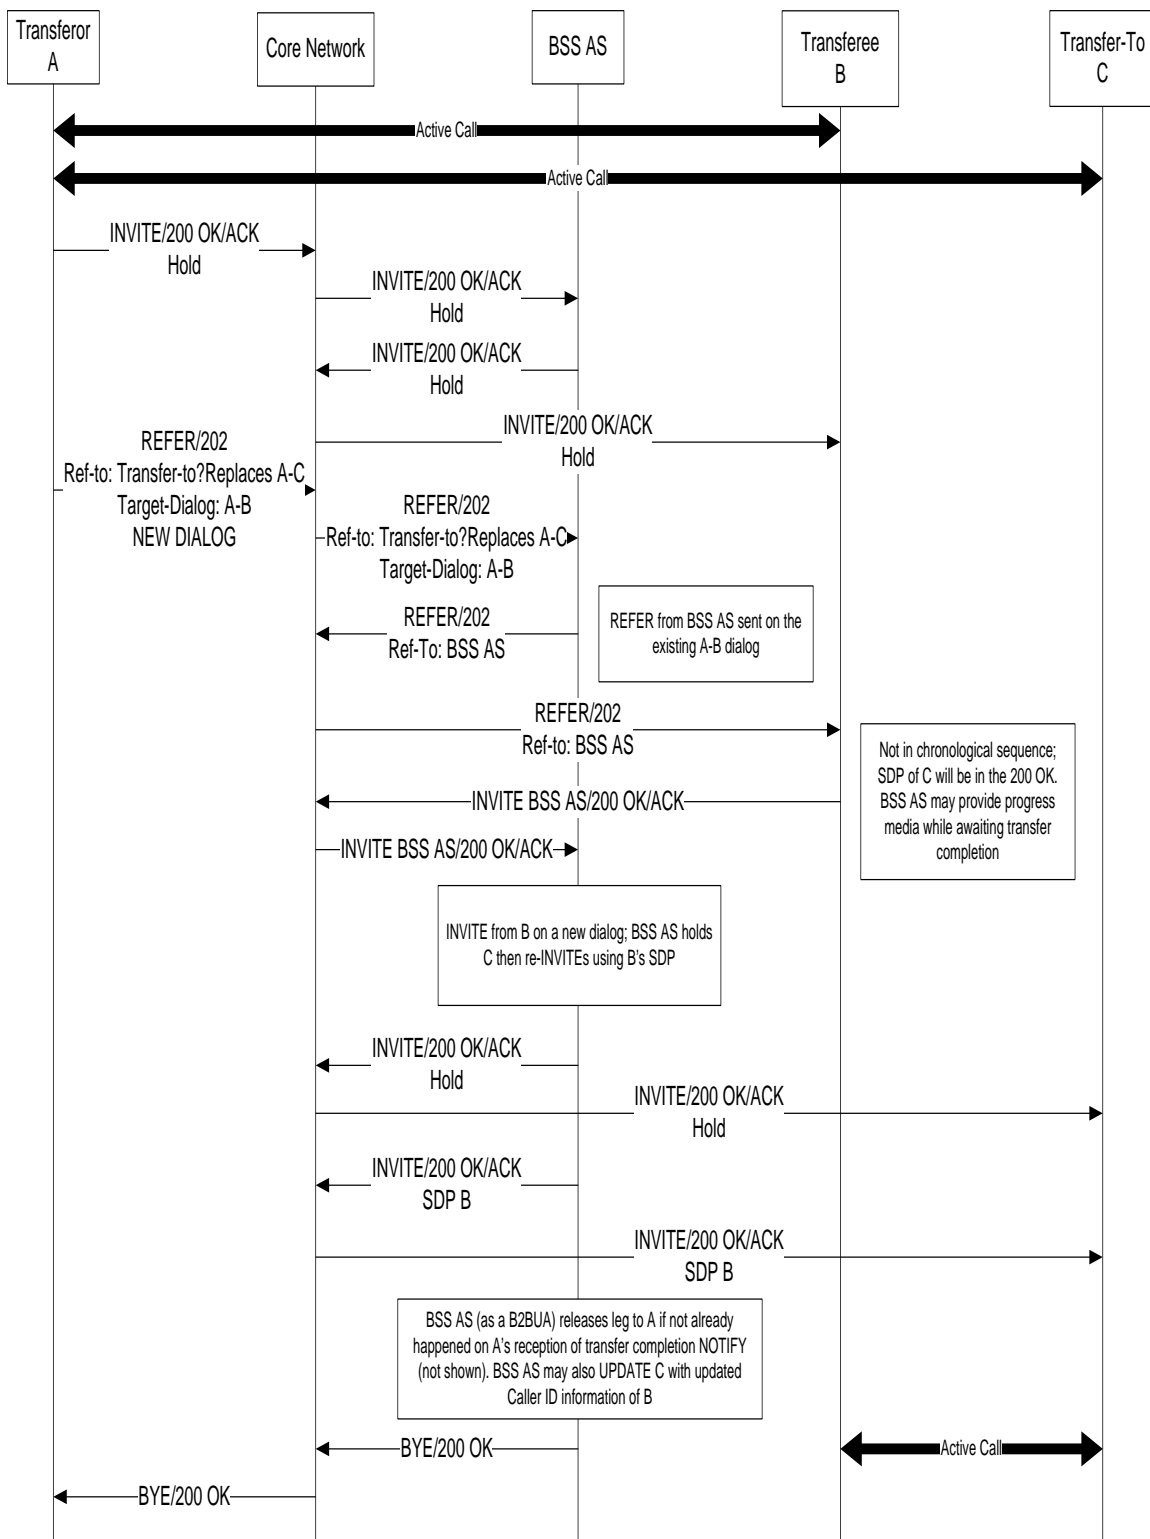 Transferor
A
Core Network
BSS AS
Transferee
B
Transfer-To
C
Active Call
Active Call
INVITE/200 OK/ACK
Hold
INVITE/200 OK/ACK
Hold
INVITE/200 OK/ACK
Hold
INVITE/200 OK/ACK
Hold
REFER/202
Ref-to: Transfer-to?Replaces A-C
Target-Dialog: A-B
NEW DIALOG
REFER/202
Ref-to: Transfer-to?Replaces A-C
Target-Dialog: A-B
REFER/202
Ref-To: BSS AS
REFER from BSS AS sent on the
existing A-B dialog
REFER/202
Ref-to: BSS AS
Not in chronological sequence;
SDP of C will be in the 200 OK.
BSS AS may provide progress
media while awaiting transfer
completion
INVITE BSS AS/200 OK/ACK
INVITE BSS AS/200 OK/ACK
INVITE from B on a new dialog; BSS AS holds
C then re-INVITEs using B's SDP
INVITE/200 OK/ACK
Hold
INVITE/200 OK/ACK
Hold
INVITE/200 OK/ACK
SDP B
INVITE/200 OK/ACK
SDP B
BSS AS (as a B2BUA) releases leg to A if not already
happened on A's reception of transfer completion NOTIFY
(not shown). BSS AS may also UPDATE C with updated
Caller ID information of B
BYE/200 OK
Active Call
BYE/200 OK